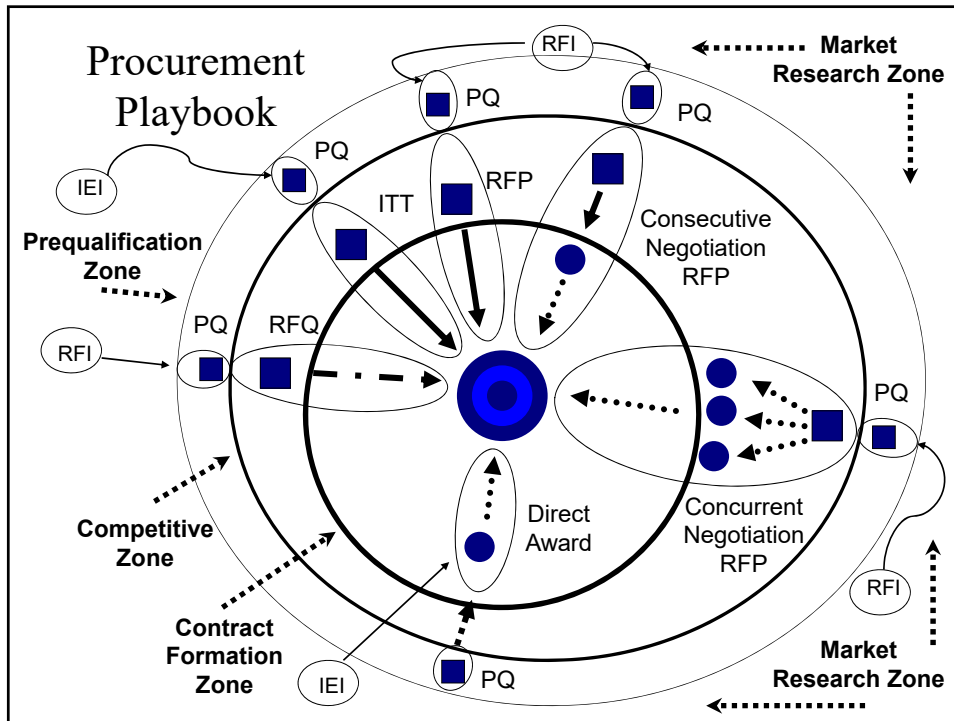 Procurement
Playbook
RFI
Market
Research Zone
PQ
PQ
PQ
IEI
ITT
RFP
Consecutive
Negotiation
RFP
Prequalification
Zone
RFI
PQ
RFQ
PQ
Competitive
Zone
Direct
Award
Concurrent
Negotiation
RFP
RFI
Contract
Formation
Zone
IEI
PQ
Market
Research Zone